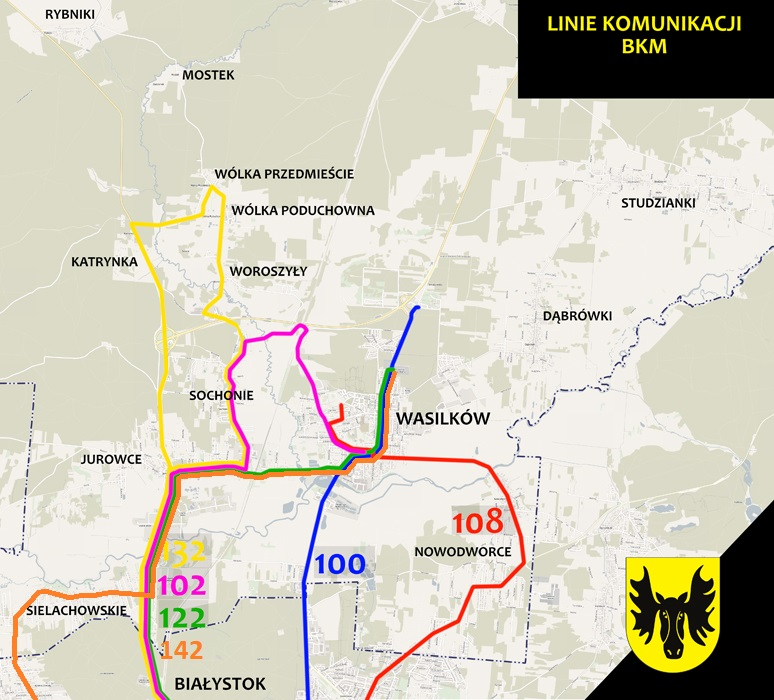 RYBNIKI
LINIE KOMUNIKACJI
BKM
MOSTEK
WÓLKA PRZEDMIEŚCIE
STUDZIANKI
WÓLKA PODUCHOWNA
KATRYNKA
WOROSZYŁY
DĄBRÓWKI
SOCHONIE
WASILKÓW
JUROWCE
108
NOWODWORCE
132
100
102
SIELACHOWSKIE
122
142
BIAŁYSTOK